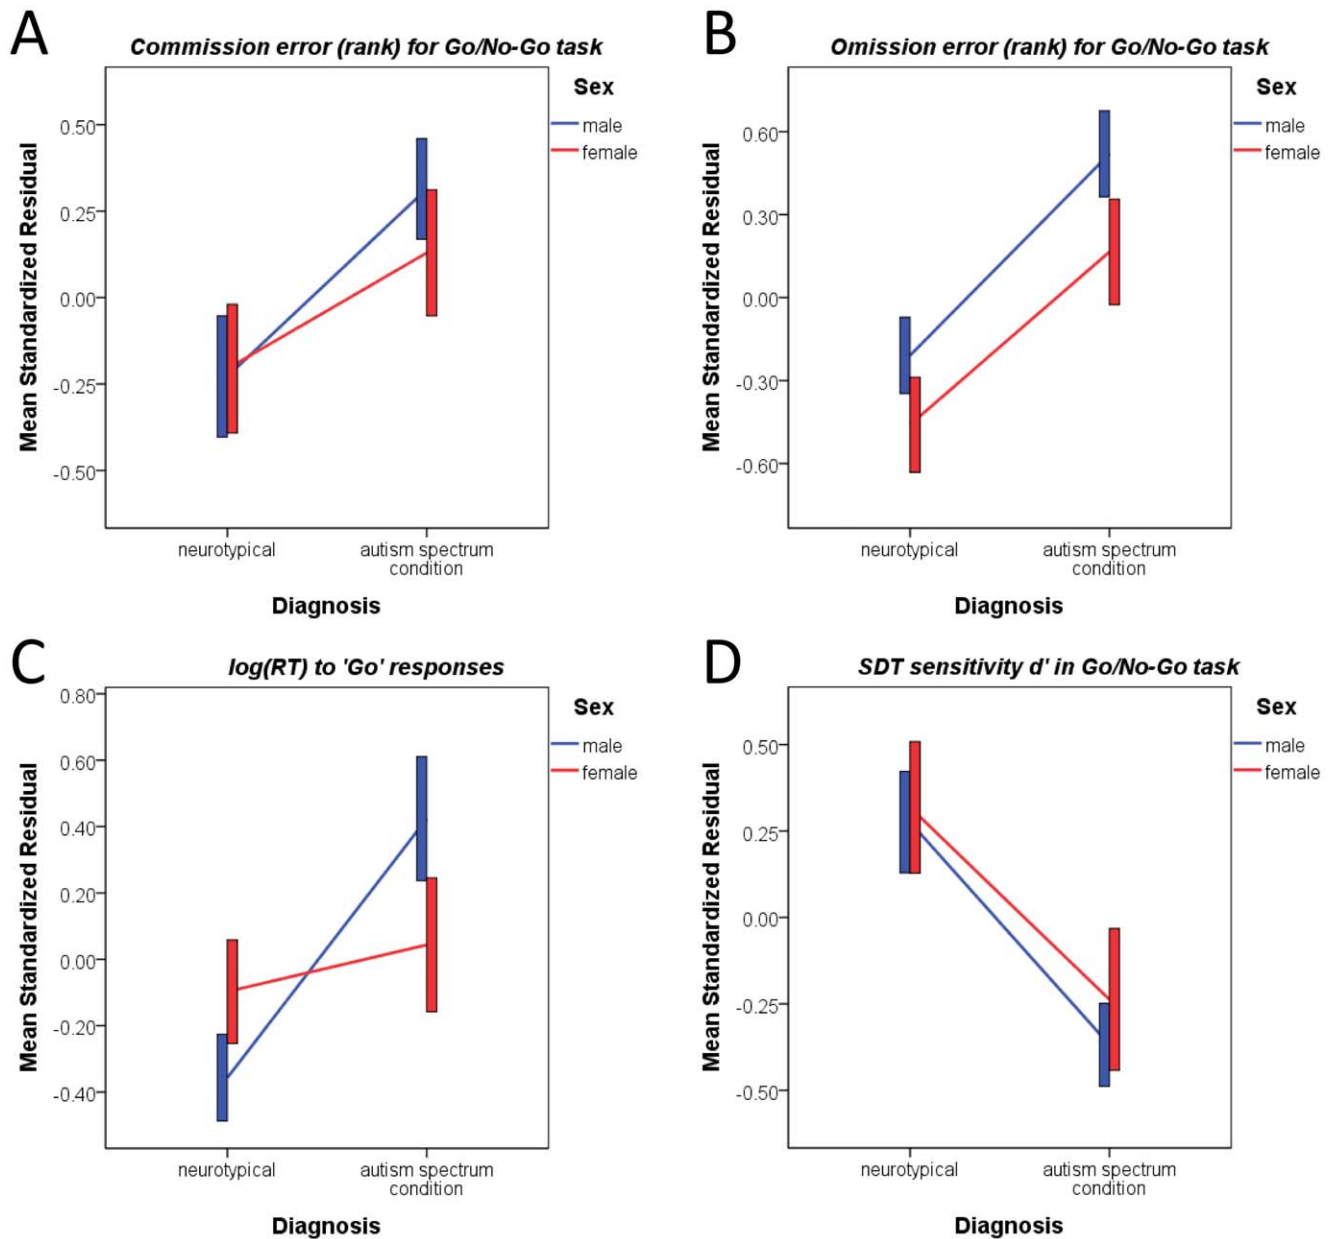 A
Commission error (rank) for Go/No-Go task
Mean Standardized Residual
0.50
0.25
0.00
-0.25
-0.50
neurotypical
autism spectrum
condition
Diagnosis
Sex
male
female
B
Omission error (rank) for Go/No-Go task
Mean Standardized Residual
0.60
0.30
0.00
-0.30
-0.60
neurotypical
autism spectrum
condition
Diagnosis
Sex
male
female
C
log(RT) to 'Go' responses
Mean Standardized Residual
0.80
0.60
0.40
0.20
0.00
-0.20
-0.40
neurotypical
autism spectrum
condition
Diagnosis
Sex
male
female
D
SDT sensitivity d' in Go/No-Go task
Mean Standardized Residual
0.50
0.25
0.00
-0.25
-0.50
neurotypical
autism spectrum
condition
Diagnosis
Sex
male
female